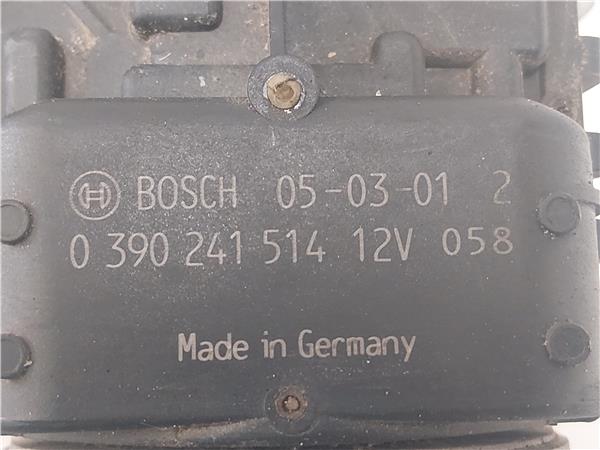 BOSCH 05-03-01 2
0 390 241 514 12V 058
Made in Germany